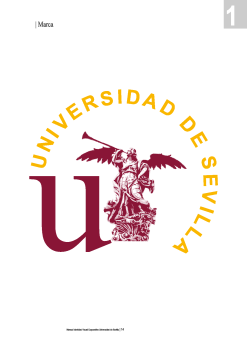 | Marca
1
UNIVERSIDAD DE SEVILLA
u